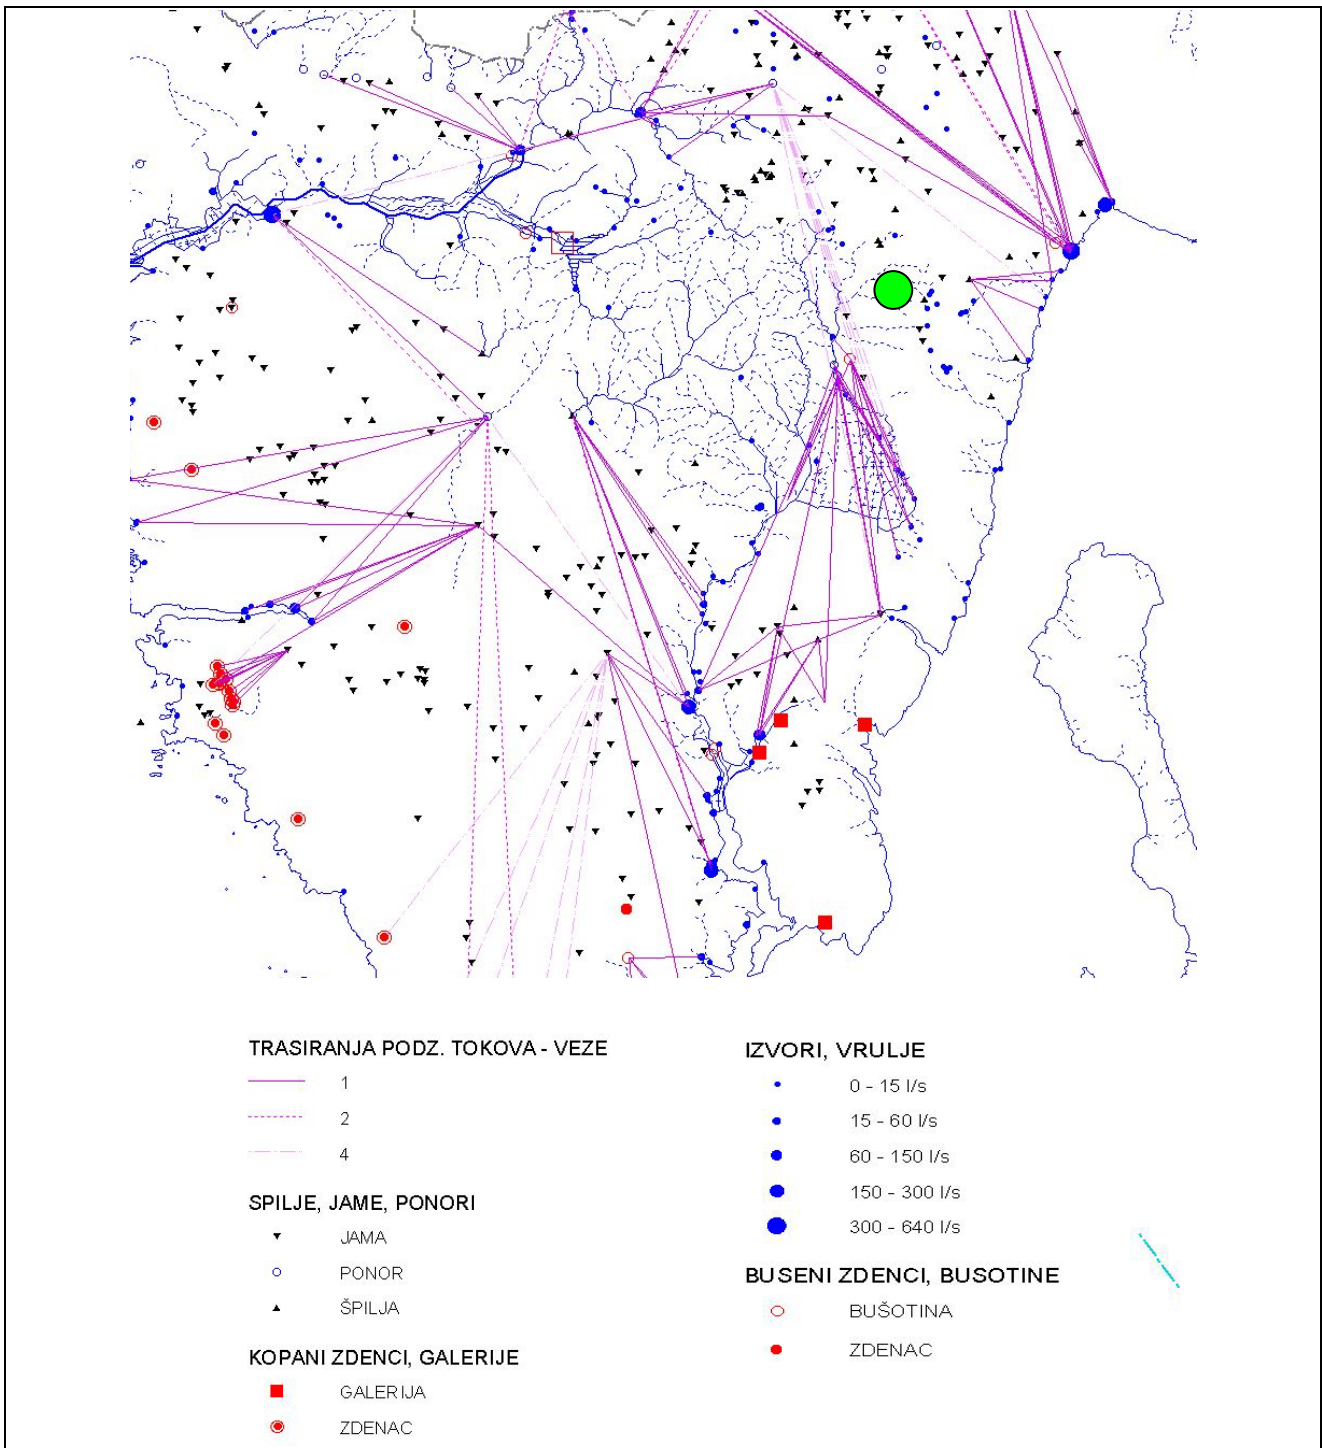 TRASIRANJA PODZ. TOKOVA - VEZE
1
2
4
SPILJE, JAME, PONORI
JAMA
PONOR
ŠPILJA
KOPANI ZDENCI, GALERIJE
GALERIJA
ZDENAC
IZVORI, VRULJE
0 - 15 l/s
15 - 60 l/s
60 - 150 l/s
150 - 300 l/s
300 - 640 l/s
BUSENI ZDENCI, BUSOTINE
BUŠOTINA
ZDENAC